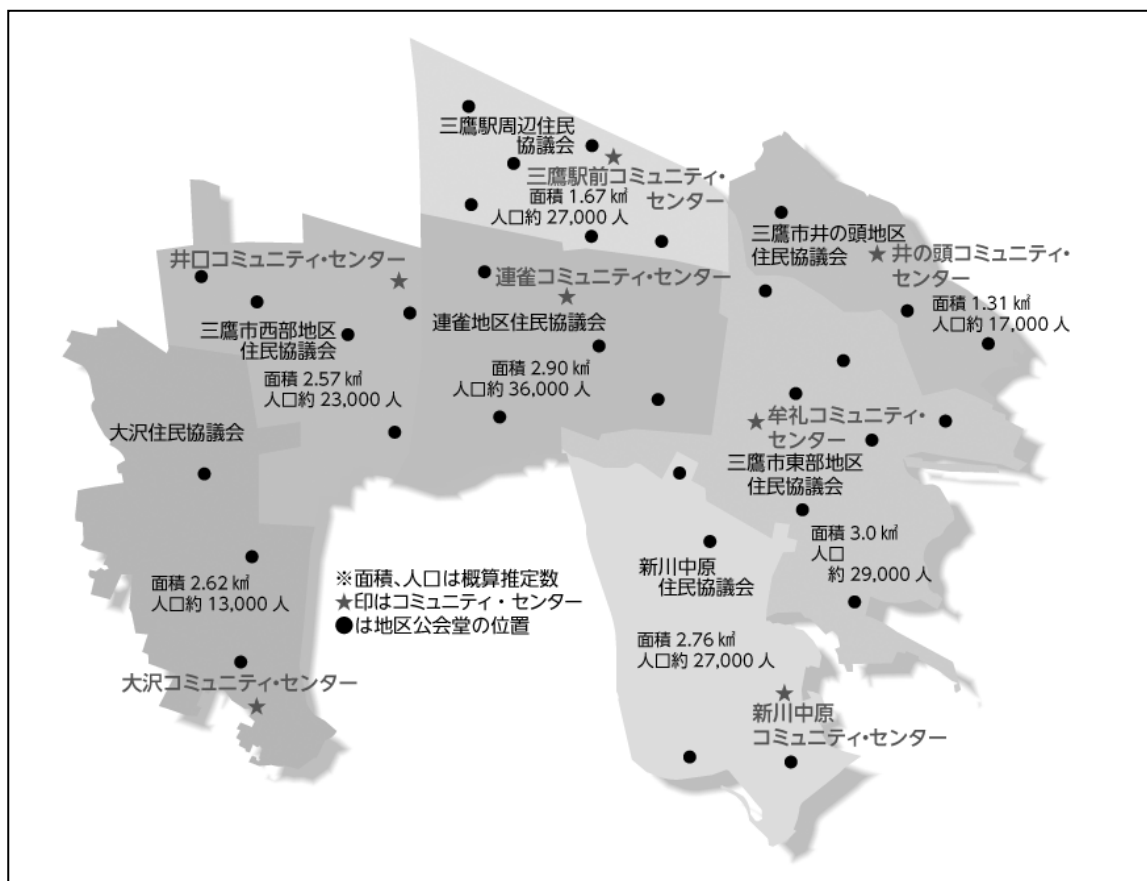 三鷹駅周辺住民
協議会
三鷹駅前コミュニティ・
センター
面積 1.67 ㎢
人口約 27,000 人
三鷹市井の頭地区
住民協議会
井の頭コミュニティ・
センター
面積 1.31 ㎢
人口約 17,000 人
井口コミュニティ・センター
三鷹市西部地区
住民協議会
面積 2.57 ㎢
人口約 23,000 人
連雀コミュニティ・センター
連雀地区住民協議会
面積 2.90 ㎢
人口約 36,000 人
牟礼コミュニティ・
センター
三鷹市東部地区
住民協議会
面積 3.0 ㎢
人口
約 29,000 人
大沢住民協議会
面積 2.62 ㎢
人口約 13,000 人
大沢コミュニティ・センター
※面積、人口は概算推定数
★印はコミュニティ・センター
●は地区公会堂の位置
新川中原
住民協議会
面積 2.76 ㎢
人口約 27,000 人
新川中原
コミュニティ・センター